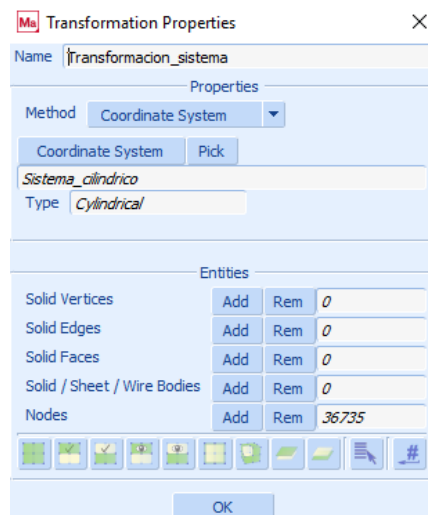 Ma Transformation Properties
Name Transformacion_sistema
Properties
Method Coordinate System
Coordinate System Pick
Sistema_cilindrico
Type Cylindrical
Entities
Solid Vertices Add Rem 0
Solid Edges Add Rem 0
Solid Faces Add Rem 0
Solid / Sheet / Wire Bodies Add Rem 0
Nodes Add Rem 36735
#
OK